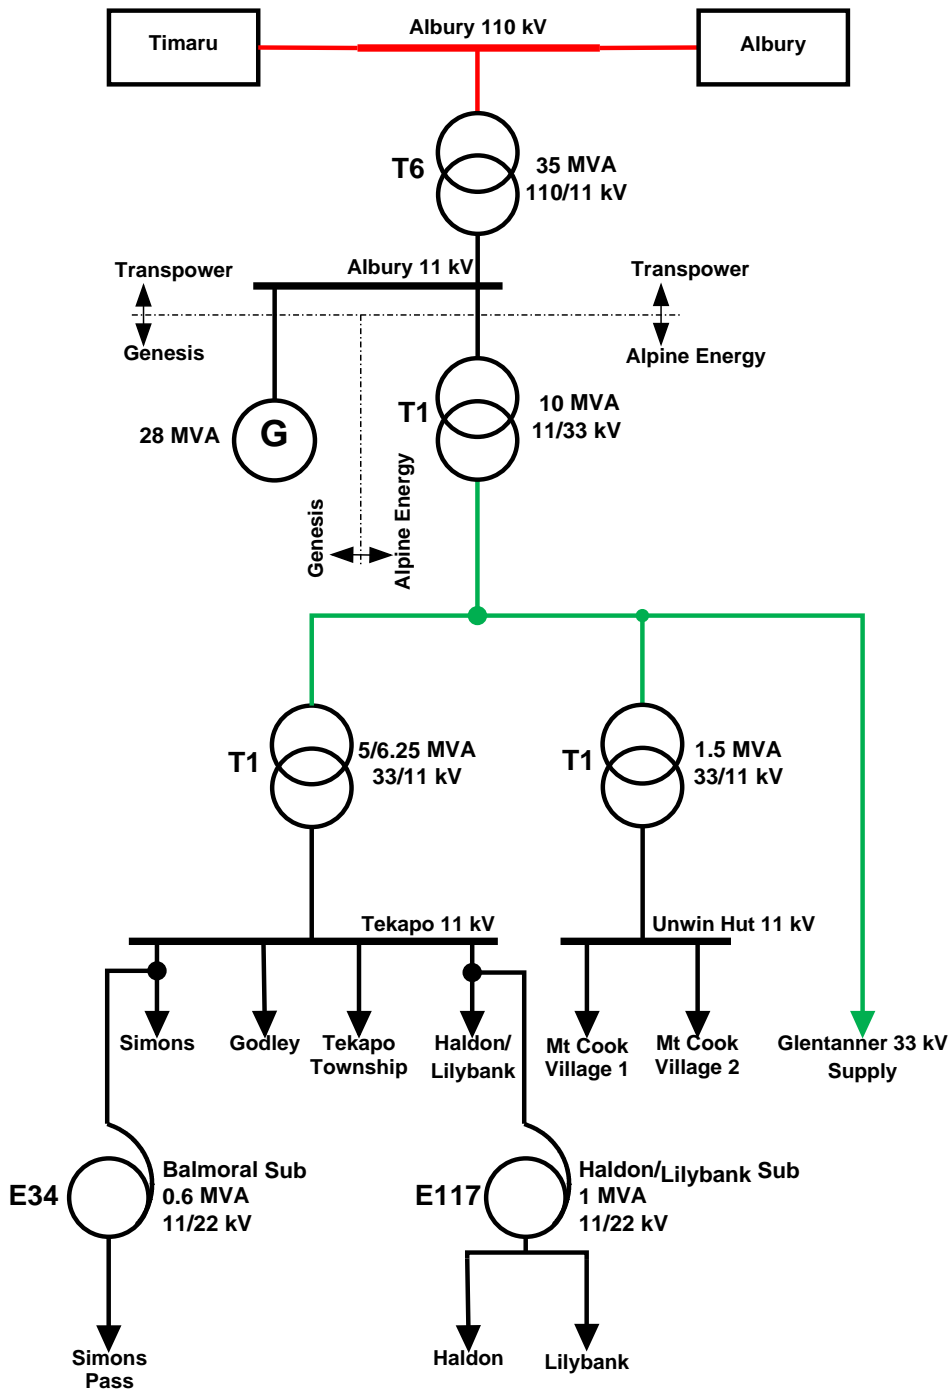 Albury 110 kV
Timaru
Albury
T6
35 MVA
110/11 kV
Transpower
Albury 11 kV
Transpower
Genesis
Alpine Energy
28 MVA
G
T1
10 MVA
11/33 kV
Genesis
Alpine Energy
T1
5/6.25 MVA
33/11 kV
T1
1.5 MVA
33/11 kV
Tekapo 11 kV
Unwin Hut 11 kV
Simons
Godley
Tekapo
Township
Haldon/
Lilybank
Mt Cook
Village 1
Mt Cook
Village 2
Glentanner 33 kV
Supply
E34
Balmoral Sub
0.6 MVA
11/22 kV
E117
Haldon/Lilybank Sub
1 MVA
11/22 kV
Simons
Pass
Haldon
Lilybank